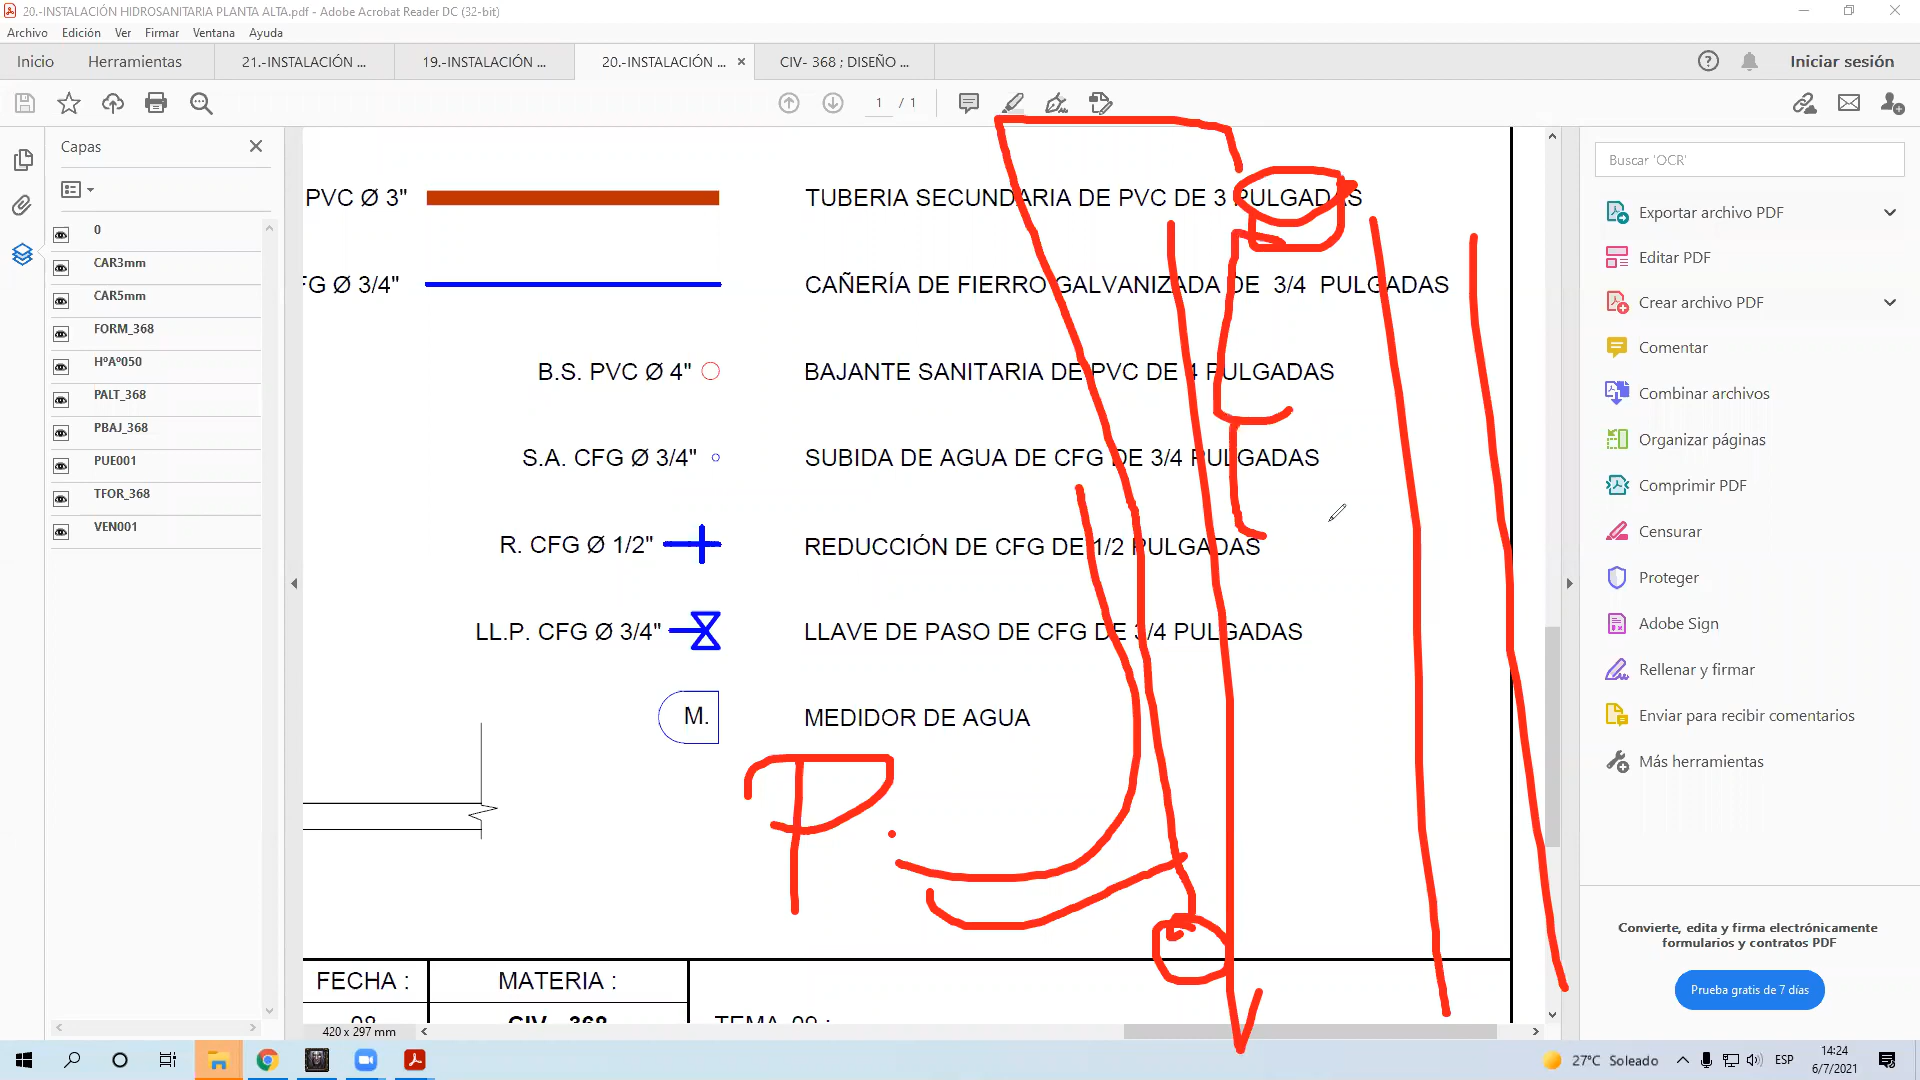 20.-INSTALACIÓN HIDROSANITARIA PLANTA ALTA.pdf - Adobe Acrobat Reader DC (32-bit)
Archivo Edición Ver Firmar Ventana Ayuda
Inicio Herramientas 21.-INSTALACIÓN ... 19.-INSTALACIÓN ... 20.-INSTALACIÓN ... × CIV- 368 ; DISEÑO ... Iniciar sesión
1 / 1
Capas
0
CAR3mm
CAR5mm
FORM_368
HºAº050
PALT_368
PBAJ_368
PUE001
TFOR_368
VEN001
PVC Ø 3" TUBERIA SECUNDARIA DE PVC DE 3 PULGADAS
FG Ø 3/4" CAÑERÍA DE FIERRO GALVANIZADA DE 3/4 PULGADAS
B.S. PVC Ø 4" BAJANTE SANITARIA DE PVC DE 4 PULGADAS
S.A. CFG Ø 3/4" SUBIDA DE AGUA DE CFG DE 3/4 PULGADAS
R. CFG Ø 1/2" REDUCCIÓN DE CFG DE 1/2 PULGADAS
LL.P. CFG Ø 3/4" LLAVE DE PASO DE CFG DE 3/4 PULGADAS
M. MEDIDOR DE AGUA
P.
FECHA : MATERIA :
08 CIV - 368 TEMA 09 :
420 x 297 mm
Buscar 'OCR'
Exportar archivo PDF
Editar PDF
Crear archivo PDF
Comentar
Combinar archivos
Organizar páginas
Comprimir PDF
Censurar
Proteger
Adobe Sign
Rellenar y firmar
Enviar para recibir comentarios
Más herramientas
Convierte, edita y firma electrónicamente
formularios y contratos PDF
Prueba gratis de 7 días
27°C Soleado ESP 14:24
6/7/2021